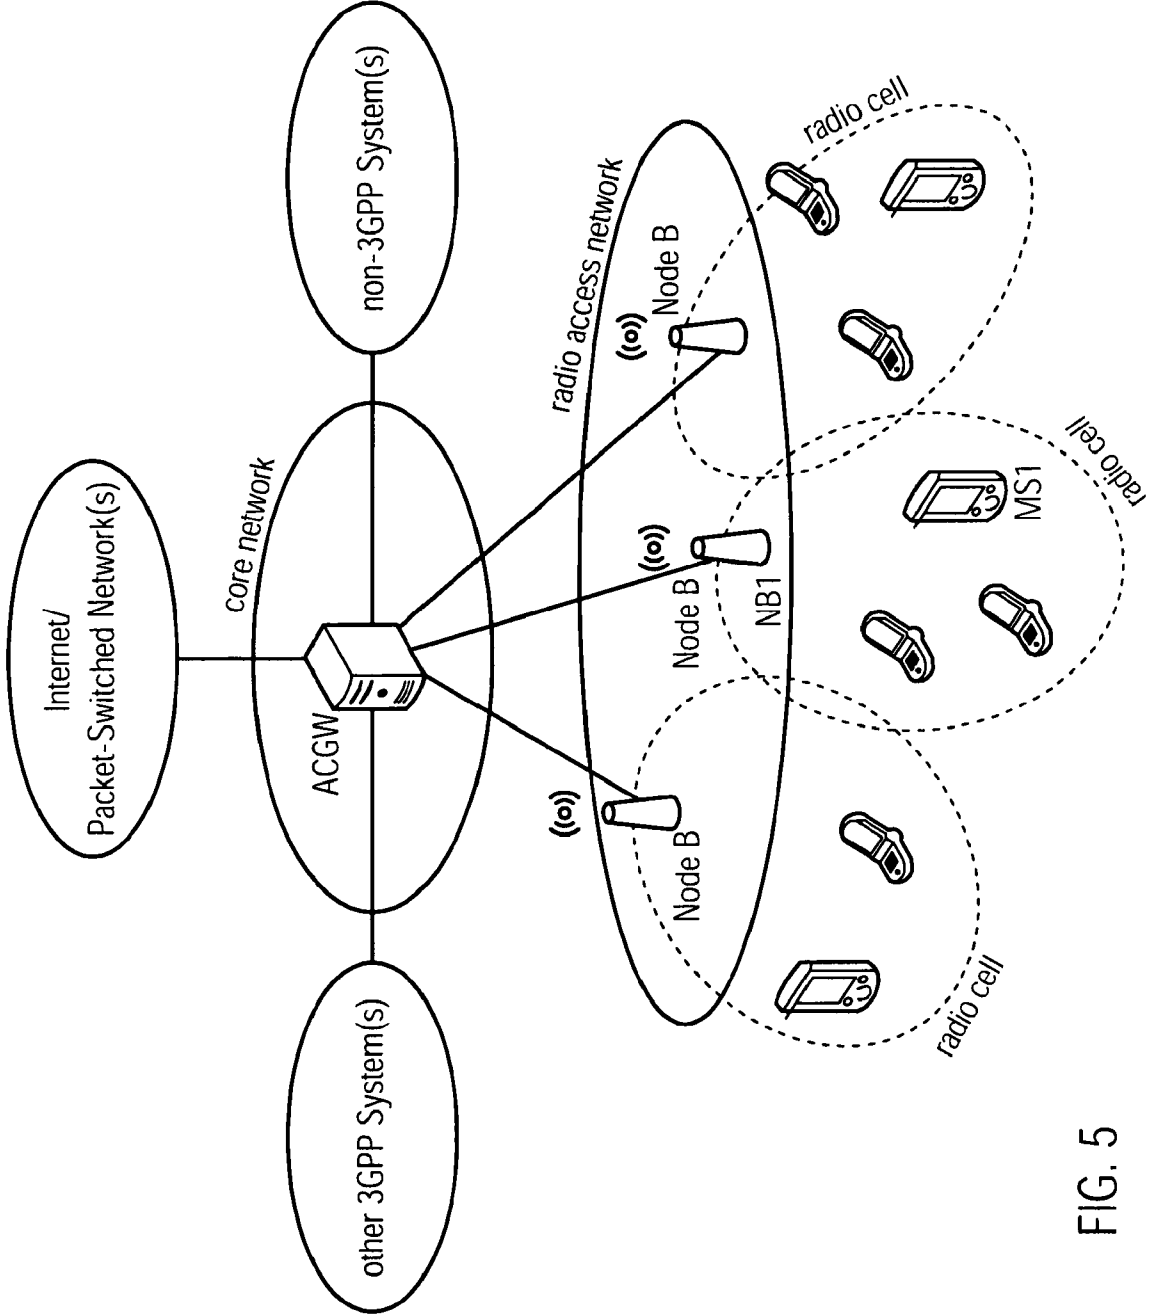 Internet/
Packet-Switched Network(s)
other 3GPP System(s)
core network
ACGW
non-3GPP System(s)
radio access network
Node B
Node B
NB1
Node B
radio cell
radio cell
MS1
radio cell
FIG. 5